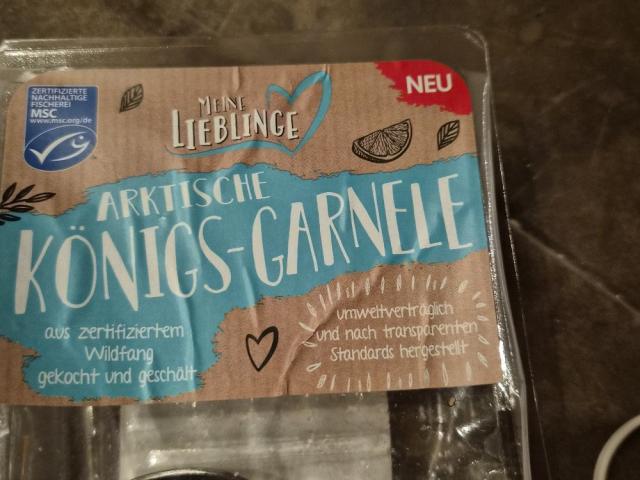 ZERTIFIZIERTE
NACHHALTIGE
FISCHEREI
MSC
www.msc.org/de
MEINE
LIEBLINGE
NEU
ARKTISCHE
KÖNIGS-GARNELE
aus zertifiziertem
Wildfang
gekocht und geschält
umweltverträglich
und nach transparenten
Standards hergestellt